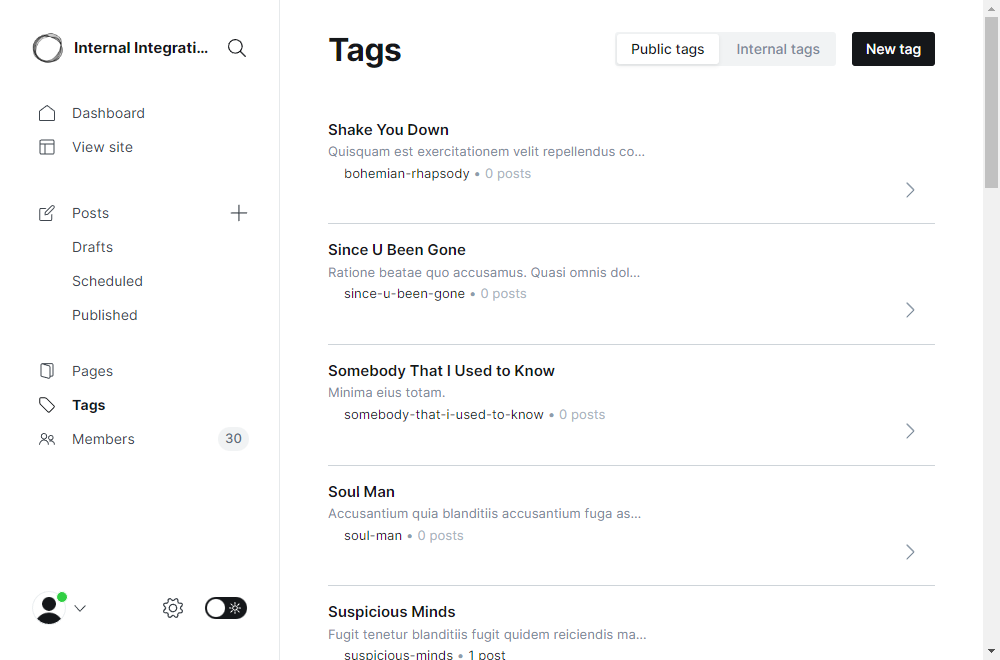 Internal Integrati...
Dashboard
View site
Posts
Drafts
Scheduled
Published
Pages
Tags
Members 30
Tags
Public tags Internal tags New tag
Shake You Down
Quisquam est exercitationem velit repellendus co...
bohemian-rhapsody • 0 posts
Since U Been Gone
Ratione beatae quo accusamus. Quasi omnis dol...
since-u-been-gone • 0 posts
Somebody That I Used to Know
Minima eius totam.
somebody-that-i-used-to-know • 0 posts
Soul Man
Accusantium quia blanditiis accusantium fuga as...
soul-man • 0 posts
Suspicious Minds
Fugit tenetur blanditiis fugit quidem reiciendis ma...
suspicious-minds • 1 post